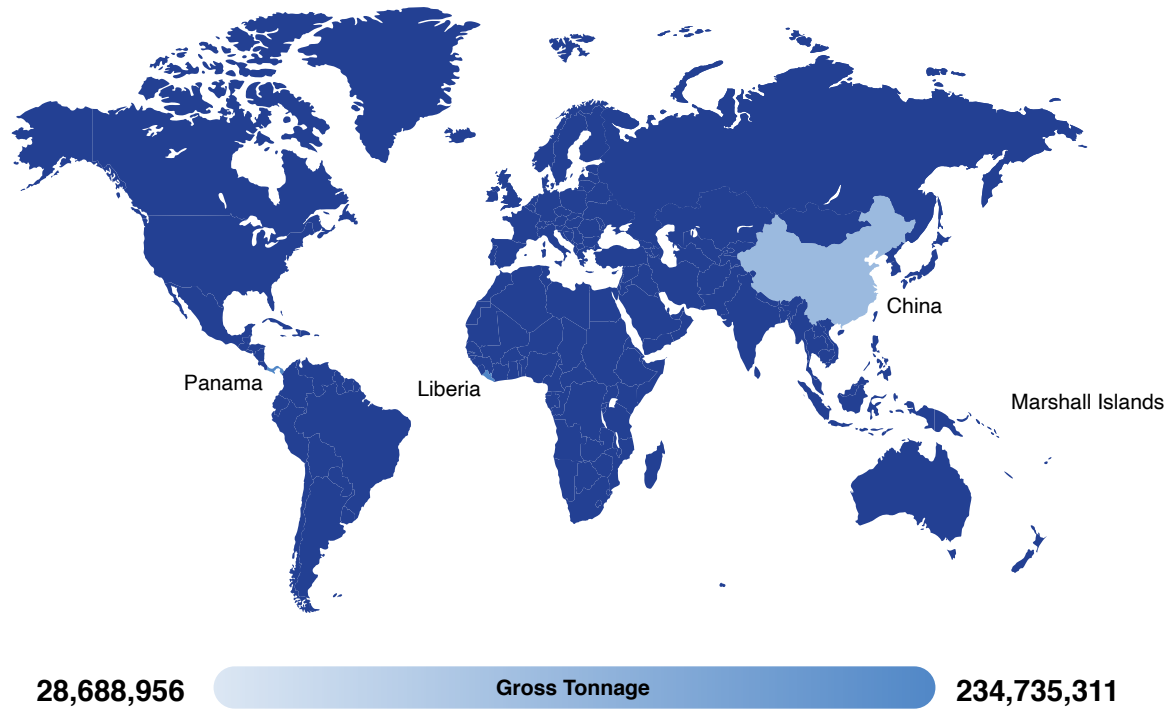 China
Panama
Liberia
Marshall Islands
28,688,956
Gross Tonnage
234,735,311